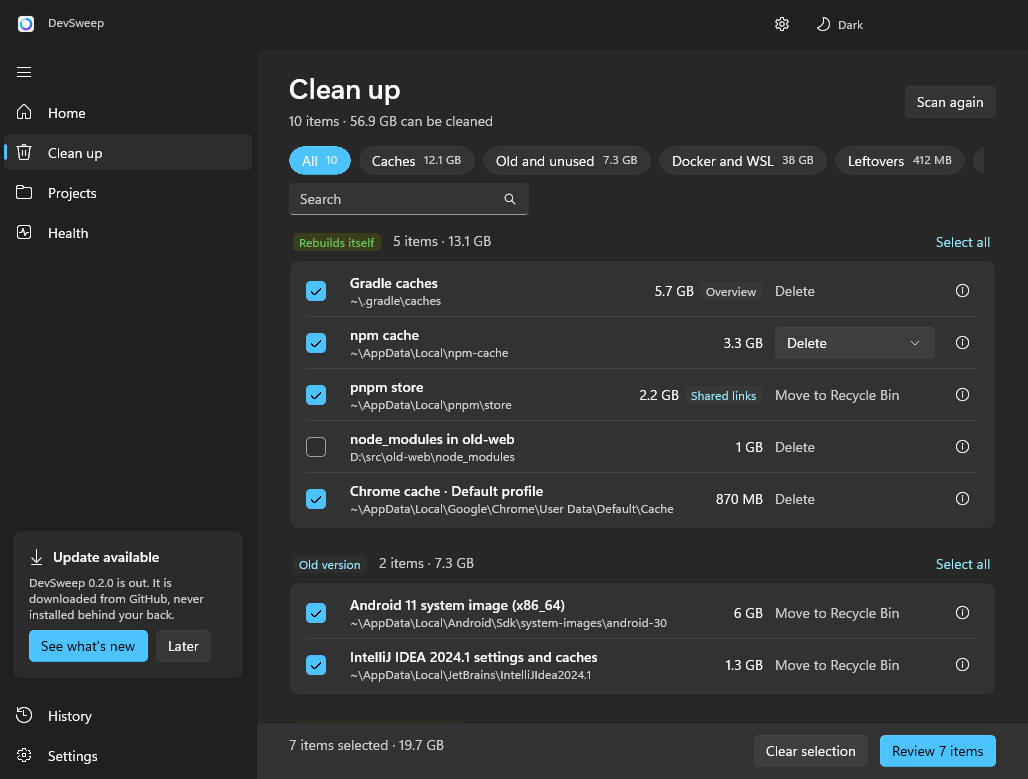 DevSweep
Dark
Home
Clean up
Projects
Health
Update available
DevSweep 0.2.0 is out. It is
downloaded from GitHub, never
installed behind your back.
See what's new
Later
History
Settings
Clean up
10 items · 56.9 GB can be cleaned
Scan again
All 10
Caches 12.1 GB
Old and unused 7.3 GB
Docker and WSL 38 GB
Leftovers 412 MB
Search
Rebuilds itself 5 items · 13.1 GB
Select all
Gradle caches
~\.gradle\caches
5.7 GB Overview Delete
npm cache
~\AppData\Local\npm-cache
3.3 GB Delete
pnpm store
~\AppData\Local\pnpm\store
2.2 GB Shared links Move to Recycle Bin
node_modules in old-web
D:\src\old-web\node_modules
1 GB Delete
Chrome cache · Default profile
~\AppData\Local\Google\Chrome\User Data\Default\Cache
870 MB Delete
Old version 2 items · 7.3 GB
Select all
Android 11 system image (x86_64)
~\AppData\Local\Android\Sdk\system-images\android-30
6 GB Move to Recycle Bin
IntelliJ IDEA 2024.1 settings and caches
~\AppData\Local\JetBrains\IntelliJIdea2024.1
1.3 GB Move to Recycle Bin
7 items selected · 19.7 GB
Clear selection
Review 7 items